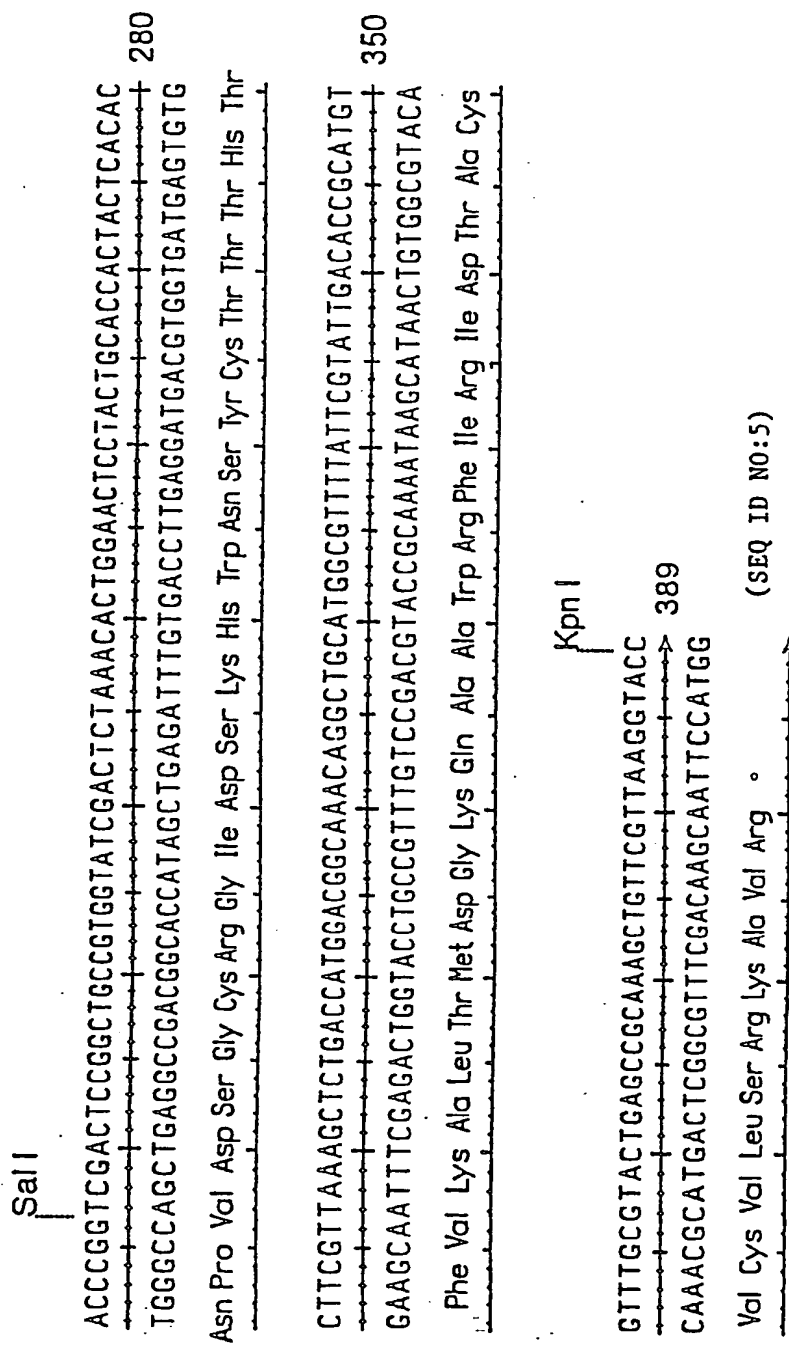 Sal I
ACCCGGTCGACTCCGGCTGCCGTGGTATCGACTCTAAACACTGGAACTCCTACTGCACCACTACTCACAC
280
TGGGCCAGCTGAGGCCGACGGCACCATAGCTGAGATTTGTGACCTTGAGGATGACGTGGTGATGAGTGTG
Asn Pro Val Asp Ser Gly Cys Arg Gly Ile Asp Ser Lys His Trp Asn Ser Tyr Cys Thr Thr Thr His Thr
CTTCGTTAAAGCTCTGACCATGGACGGCAAACAGGCTGCATGGCGTTTTATTCGTATTGACACCGCATGT
350
GAAGCAATTTCGAGACTGGTACCTGCCGTTTGTCCGACGTACCGCAAAATAAGCATAACTGTGGCGTACA
Phe Val Lys Ala Leu Thr Met Asp Gly Lys Gln Ala Ala Trp Arg Phe Ile Arg Ile Asp Thr Ala Cys
Kpn I
GTTTGCGTACTGAGCCGCAAAGCTGTTCGTTAAGGTACC
389
CAAACGCATGACTCGGCGTTTCGACAAGCAATTCCATGG
Val Cys Val Leu Ser Arg Lys Ala Val Arg °
(SEQ ID NO:5)